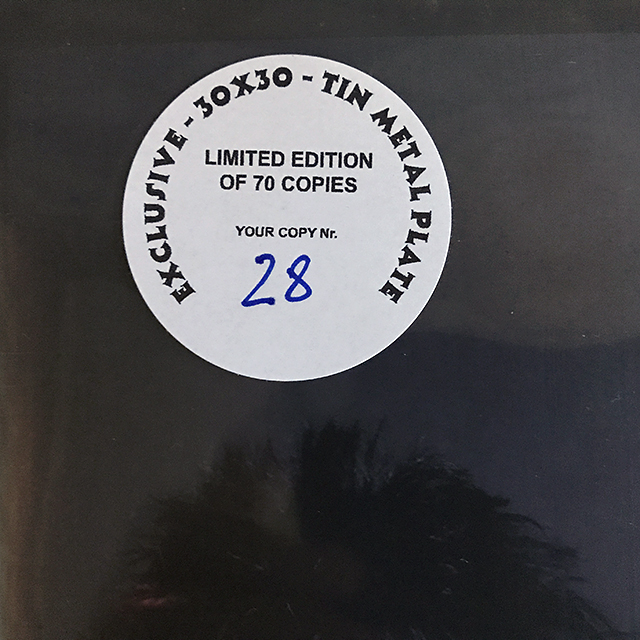 EXCLUSIVE - 30X30 - TIN METAL PLATE
LIMITED EDITION
OF 70 COPIES
YOUR COPY Nr.
28